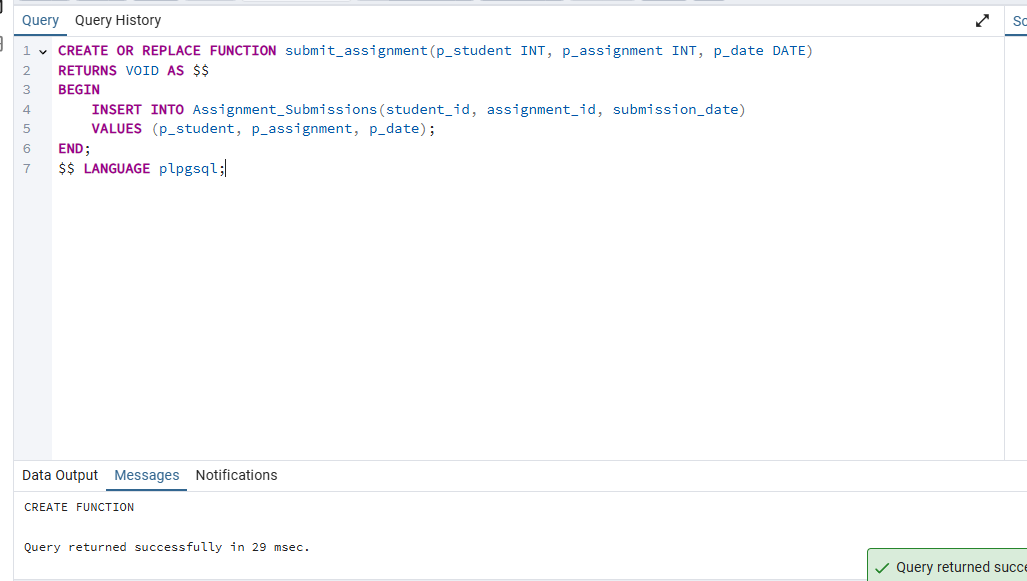 Query Query History
Sc
1 CREATE OR REPLACE FUNCTION submit_assignment(p_student INT, p_assignment INT, p_date DATE)
2 RETURNS VOID AS $$
3 BEGIN
4 INSERT INTO Assignment_Submissions(student_id, assignment_id, submission_date)
5 VALUES (p_student, p_assignment, p_date);
6 END;
7 $$ LANGUAGE plpgsql;
Data Output Messages Notifications
CREATE FUNCTION
Query returned successfully in 29 msec.
Query returned succe